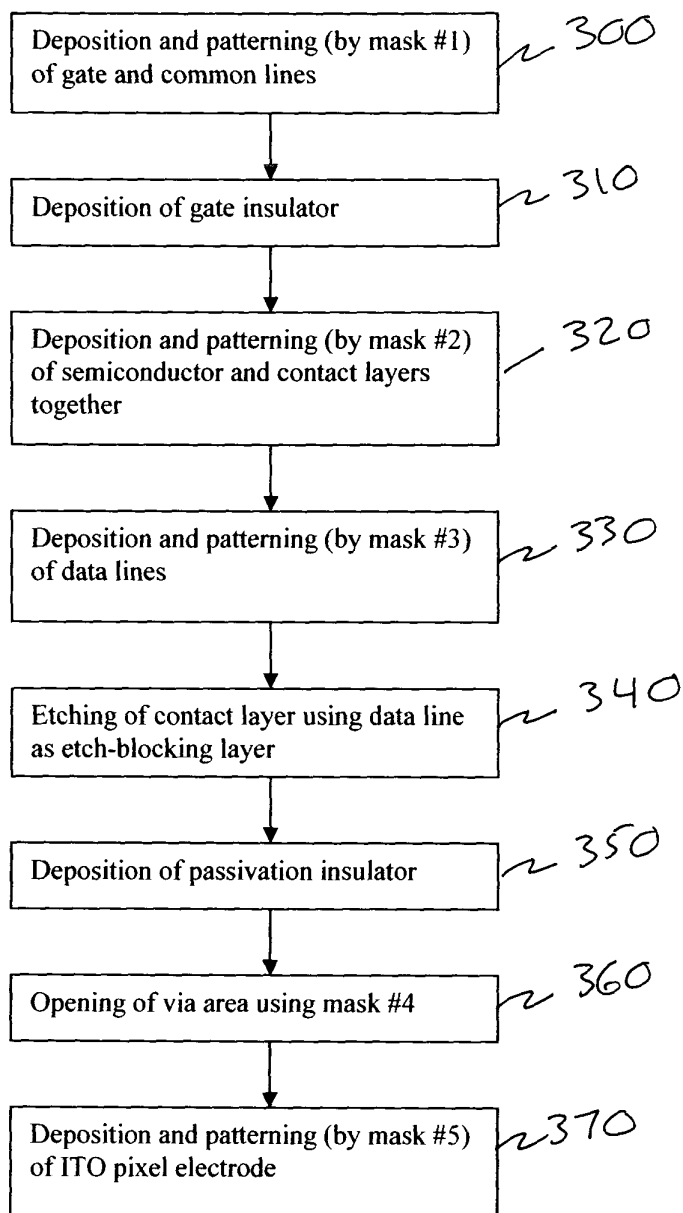 Deposition and patterning (by mask #1)
of gate and common lines
300
Deposition of gate insulator
310
Deposition and patterning (by mask #2)
of semiconductor and contact layers
together
320
Deposition and patterning (by mask #3)
of data lines
330
Etching of contact layer using data line
as etch-blocking layer
340
Deposition of passivation insulator
350
Opening of via area using mask #4
360
Deposition and patterning (by mask #5)
of ITO pixel electrode
370